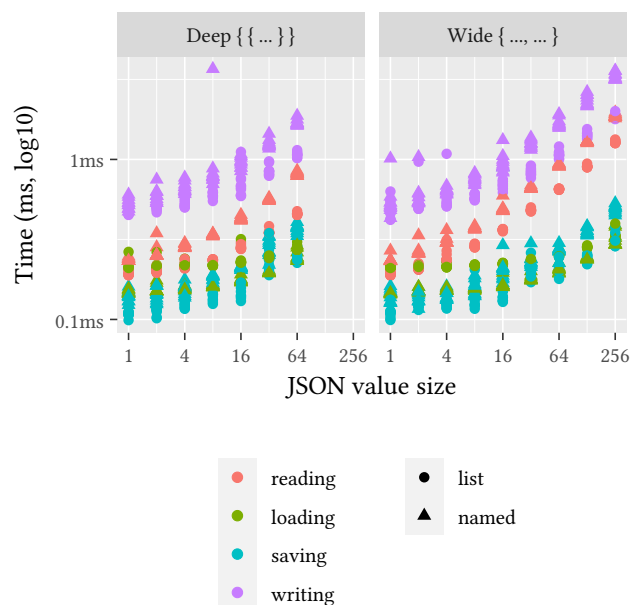 Deep { { ... } }
Wide { ..., ... }
Time (ms, log10)
1ms
0.1ms
1 4 16 64 256
1 4 16 64 256
JSON value size
reading
loading
saving
writing
list
named